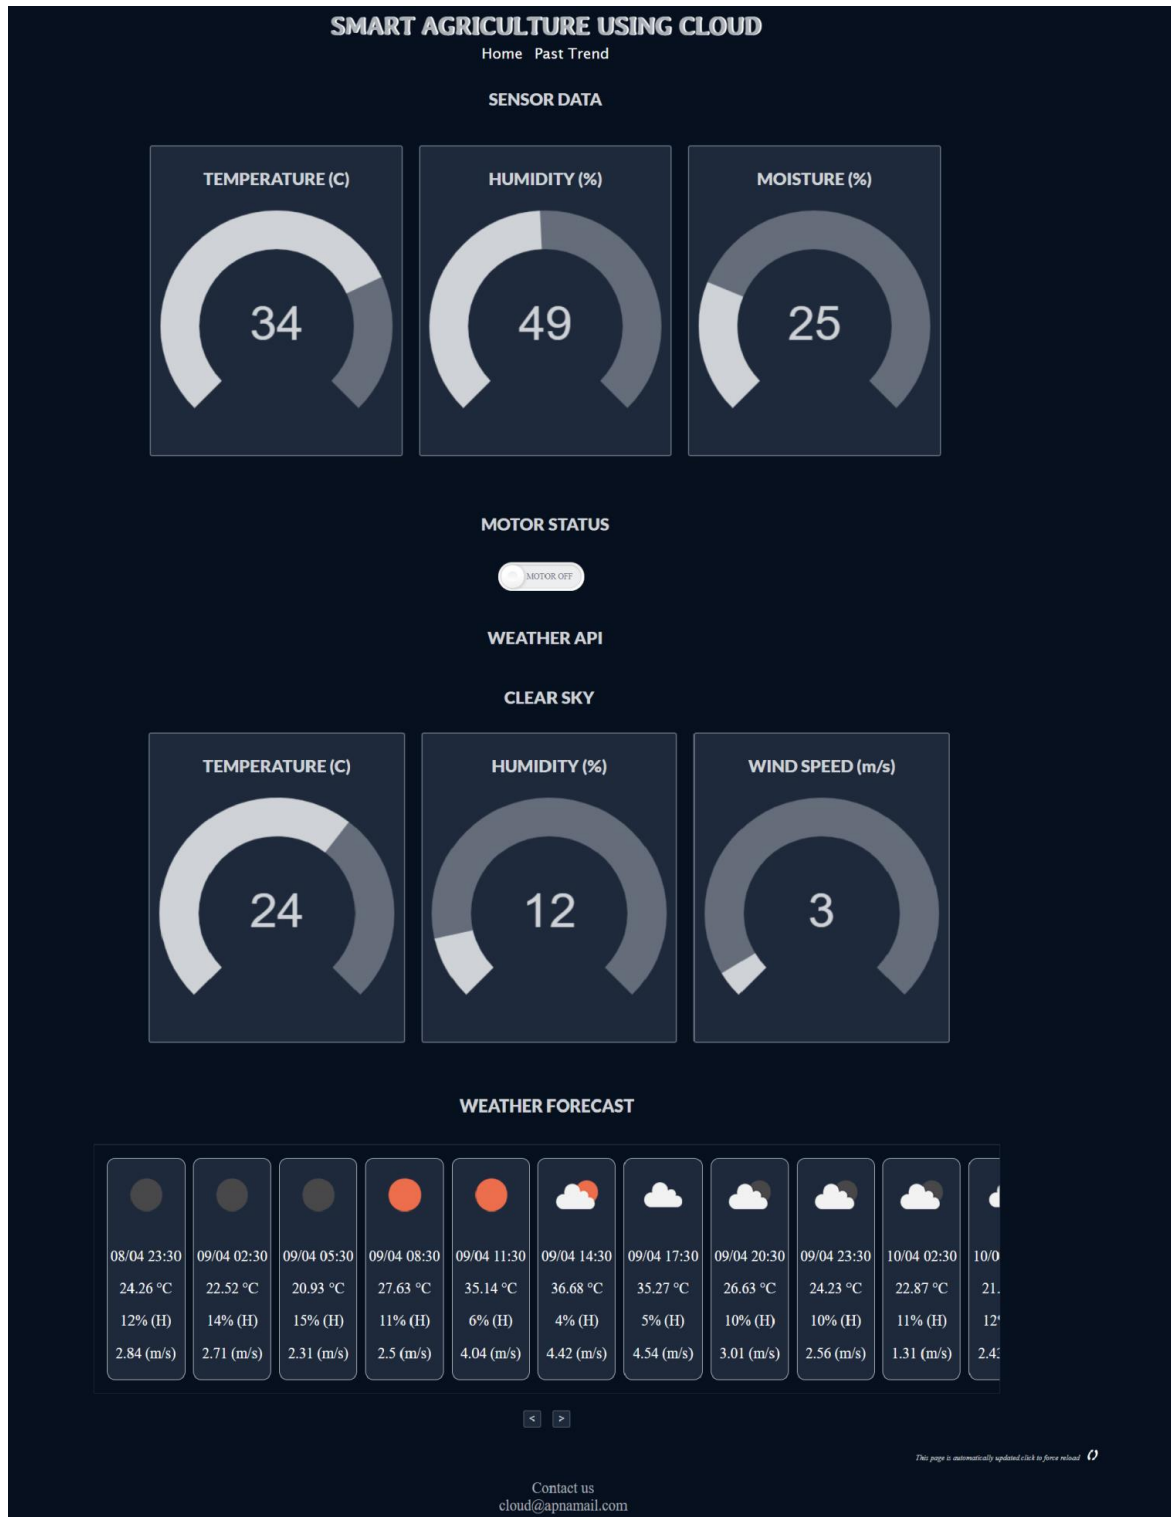 SMART AGRICULTURE USING CLOUD
Home Past Trend
SENSOR DATA
TEMPERATURE (C) HUMIDITY (%) MOISTURE (%)
34 49 25
MOTOR STATUS
MOTOR OFF
WEATHER API
CLEAR SKY
TEMPERATURE (C) HUMIDITY (%) WIND SPEED (m/s)
24 12 3
WEATHER FORECAST
08/04 23:30 09/04 02:30 09/04 05:30 09/04 08:30 09/04 11:30 09/04 14:30 09/04 17:30 09/04 20:30 09/04 23:30 10/04 02:30 10/0
24.26 °C 22.52 °C 20.93 °C 27.63 °C 35.14 °C 36.68 °C 35.27 °C 26.63 °C 24.23 °C 22.87 °C 21.
12% (H) 14% (H) 15% (H) 11% (H) 6% (H) 4% (H) 5% (H) 10% (H) 10% (H) 11% (H) 12
2.84 (m/s) 2.71 (m/s) 2.31 (m/s) 2.5 (m/s) 4.04 (m/s) 4.42 (m/s) 4.54 (m/s) 3.01 (m/s) 2.56 (m/s) 1.31 (m/s) 2.4
< >
This page is automatically updated click to force reload
Contact us
cloud@apnamail.com